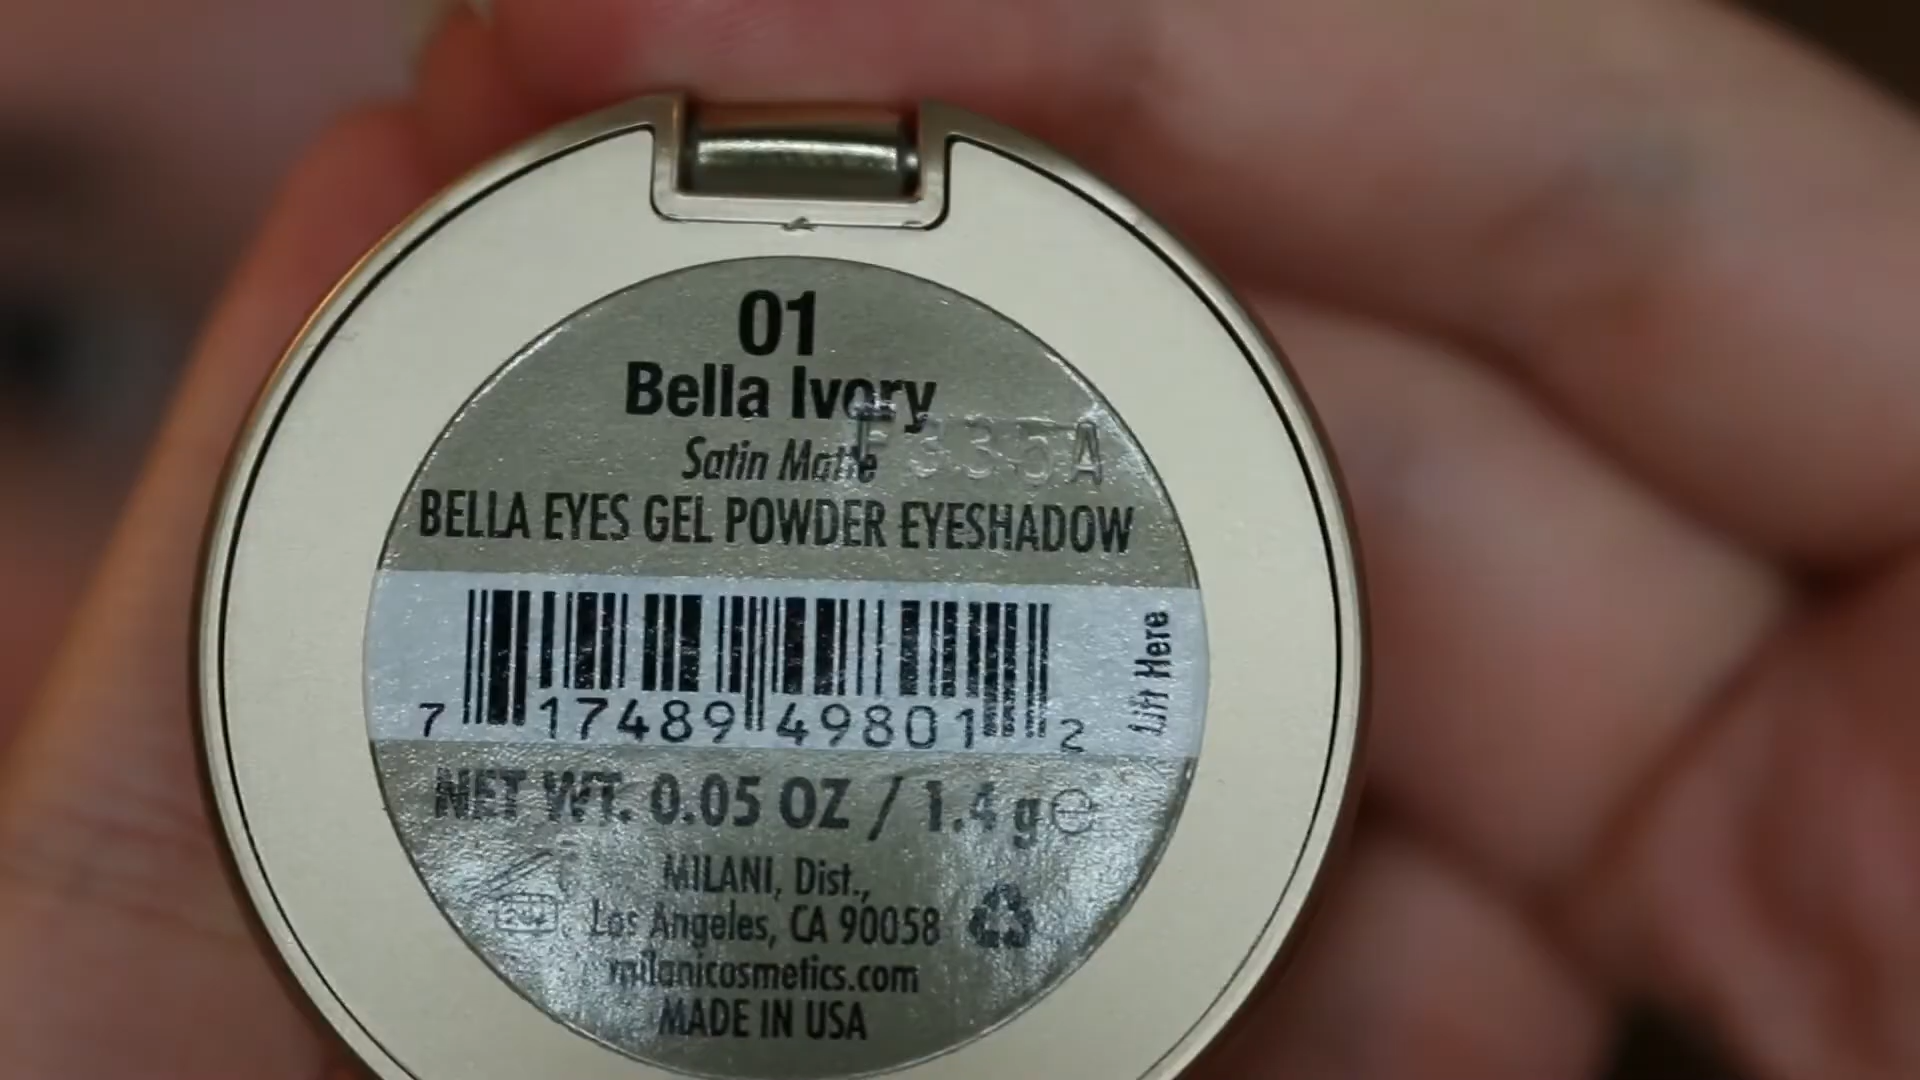 01
Bella Ivory
Satin Matte
F335A
BELLA EYES GEL POWDER EYESHADOW
7 17489 49801 2
Lift Here
NET WT. 0.05 OZ / 1.4 g ℮
MILANI, Dist.,
Los Angeles, CA 90058
milanicosmetics.com
MADE IN USA